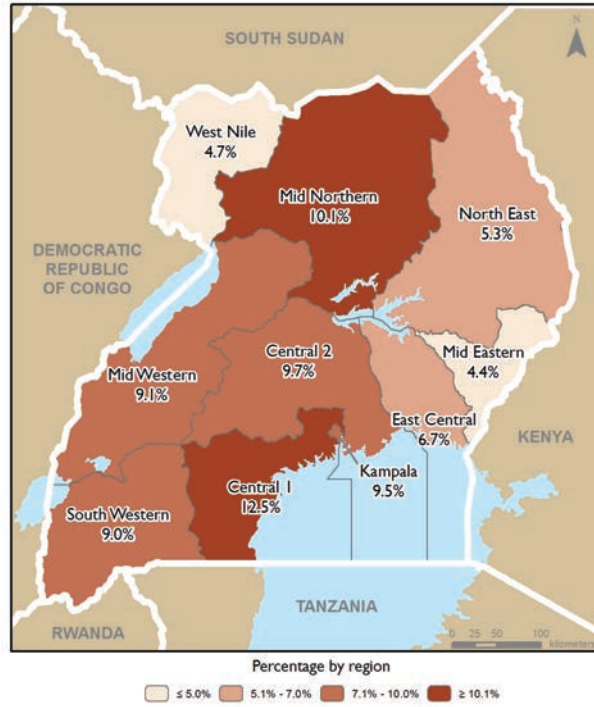 SOUTH SUDAN
N
West Nile
4.7%
Mid Northern
10.1%
North East
5.3%
DEMOCRATIC
REPUBLIC
OF CONGO
Mid Western
9.1%
Central 2
9.7%
Mid Eastern
4.4%
East Central
6.7%
KENYA
Kampala
9.5%
Central 1
12.5%
South Western
9.0%
TANZANIA
RWANDA
0 25 50 100
kilometers
Percentage by region
≤ 5.0% 5.1% - 7.0% 7.1% - 10.0% ≥ 10.1%